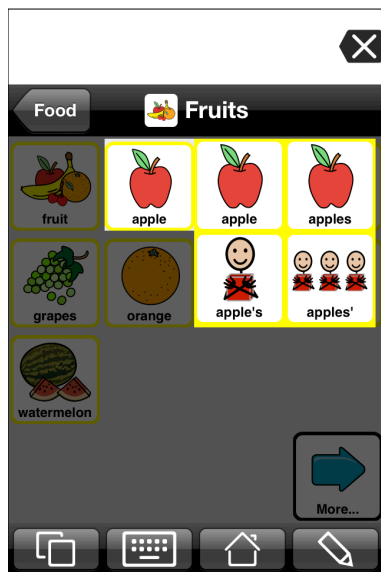 Food
Fruits
fruit
apple
apple
apples
grapes
orange
apple's
apples'
watermelon
More...